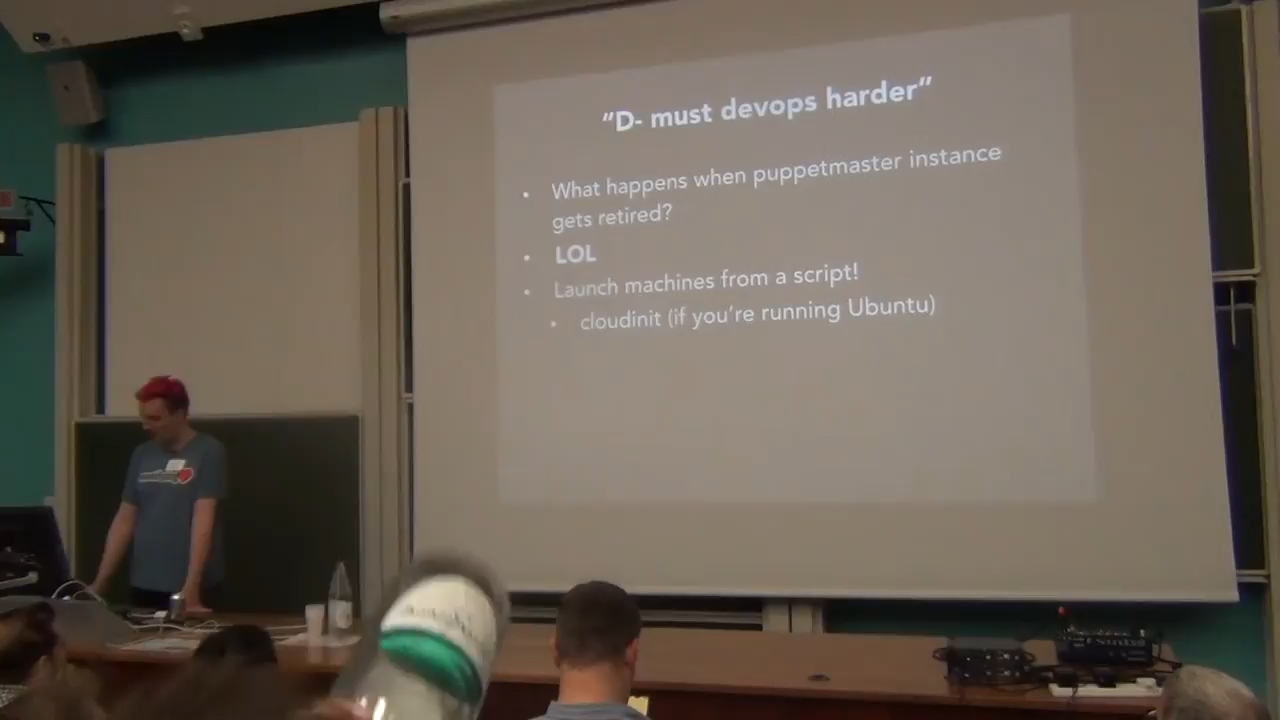 “D- must devops harder”
What happens when puppetmaster instance
gets retired?
LOL
Launch machines from a script!
cloudinit (if you’re running Ubuntu)